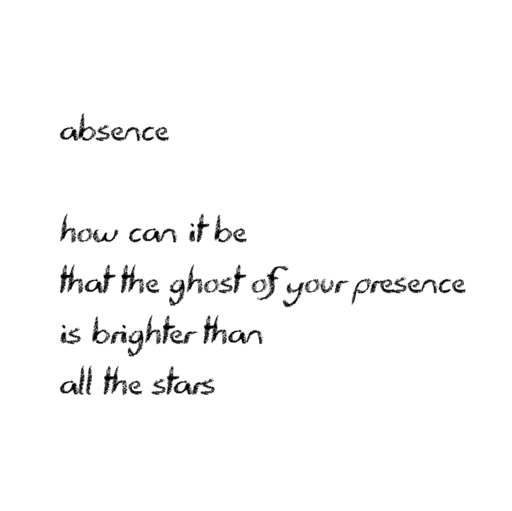 absence
how can it be
that the ghost of your presence
is brighter than
all the stars